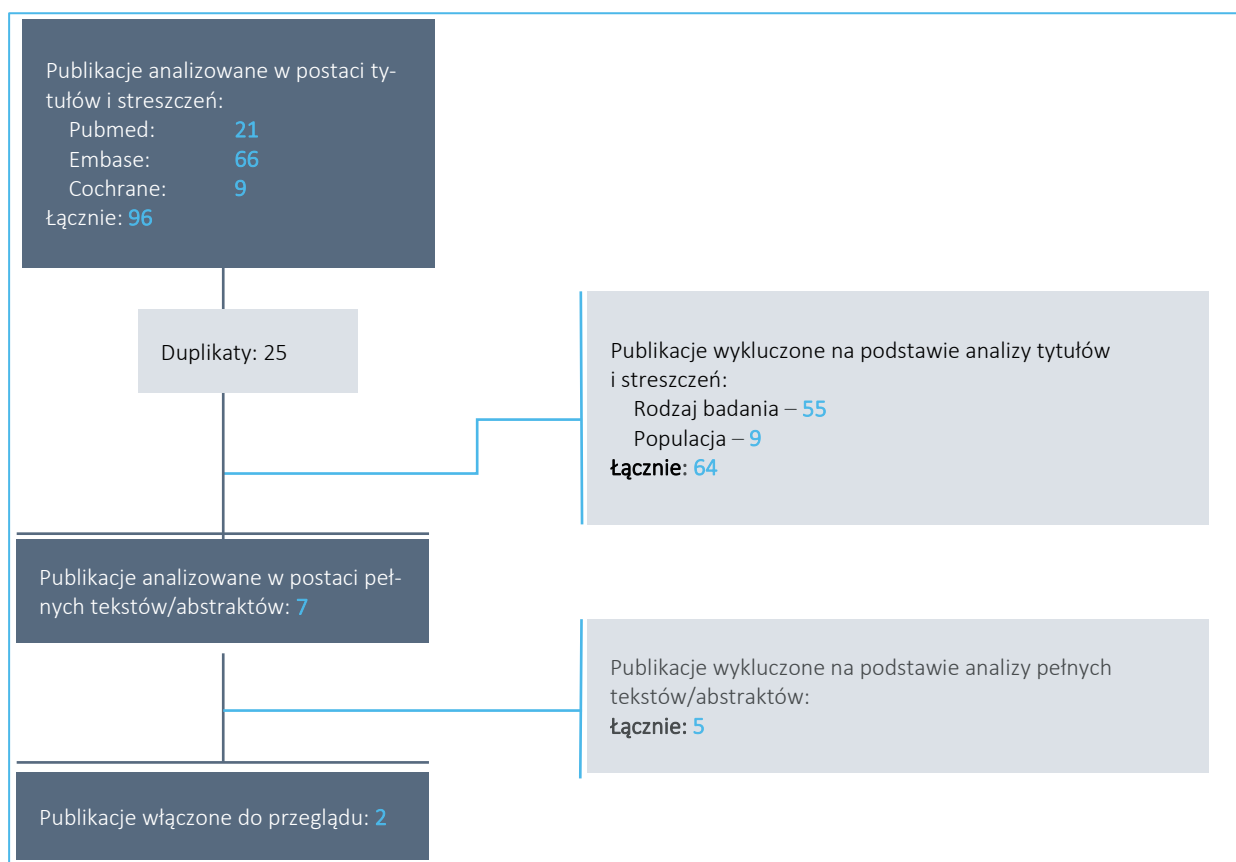 Publikacje analizowane w postaci ty-
tułów i streszczeń:
Pubmed: 21
Embase: 66
Cochrane: 9
Łącznie: 96
Duplikaty: 25
Publikacje wykluczone na podstawie analizy tytułów
i streszczeń:
Rodzaj badania – 55
Populacja – 9
Łącznie: 64
Publikacje analizowane w postaci peł-
nych tekstów/abstraktów: 7
Publikacje wykluczone na podstawie analizy pełnych
tekstów/abstraktów:
Łącznie: 5
Publikacje włączone do przeglądu: 2